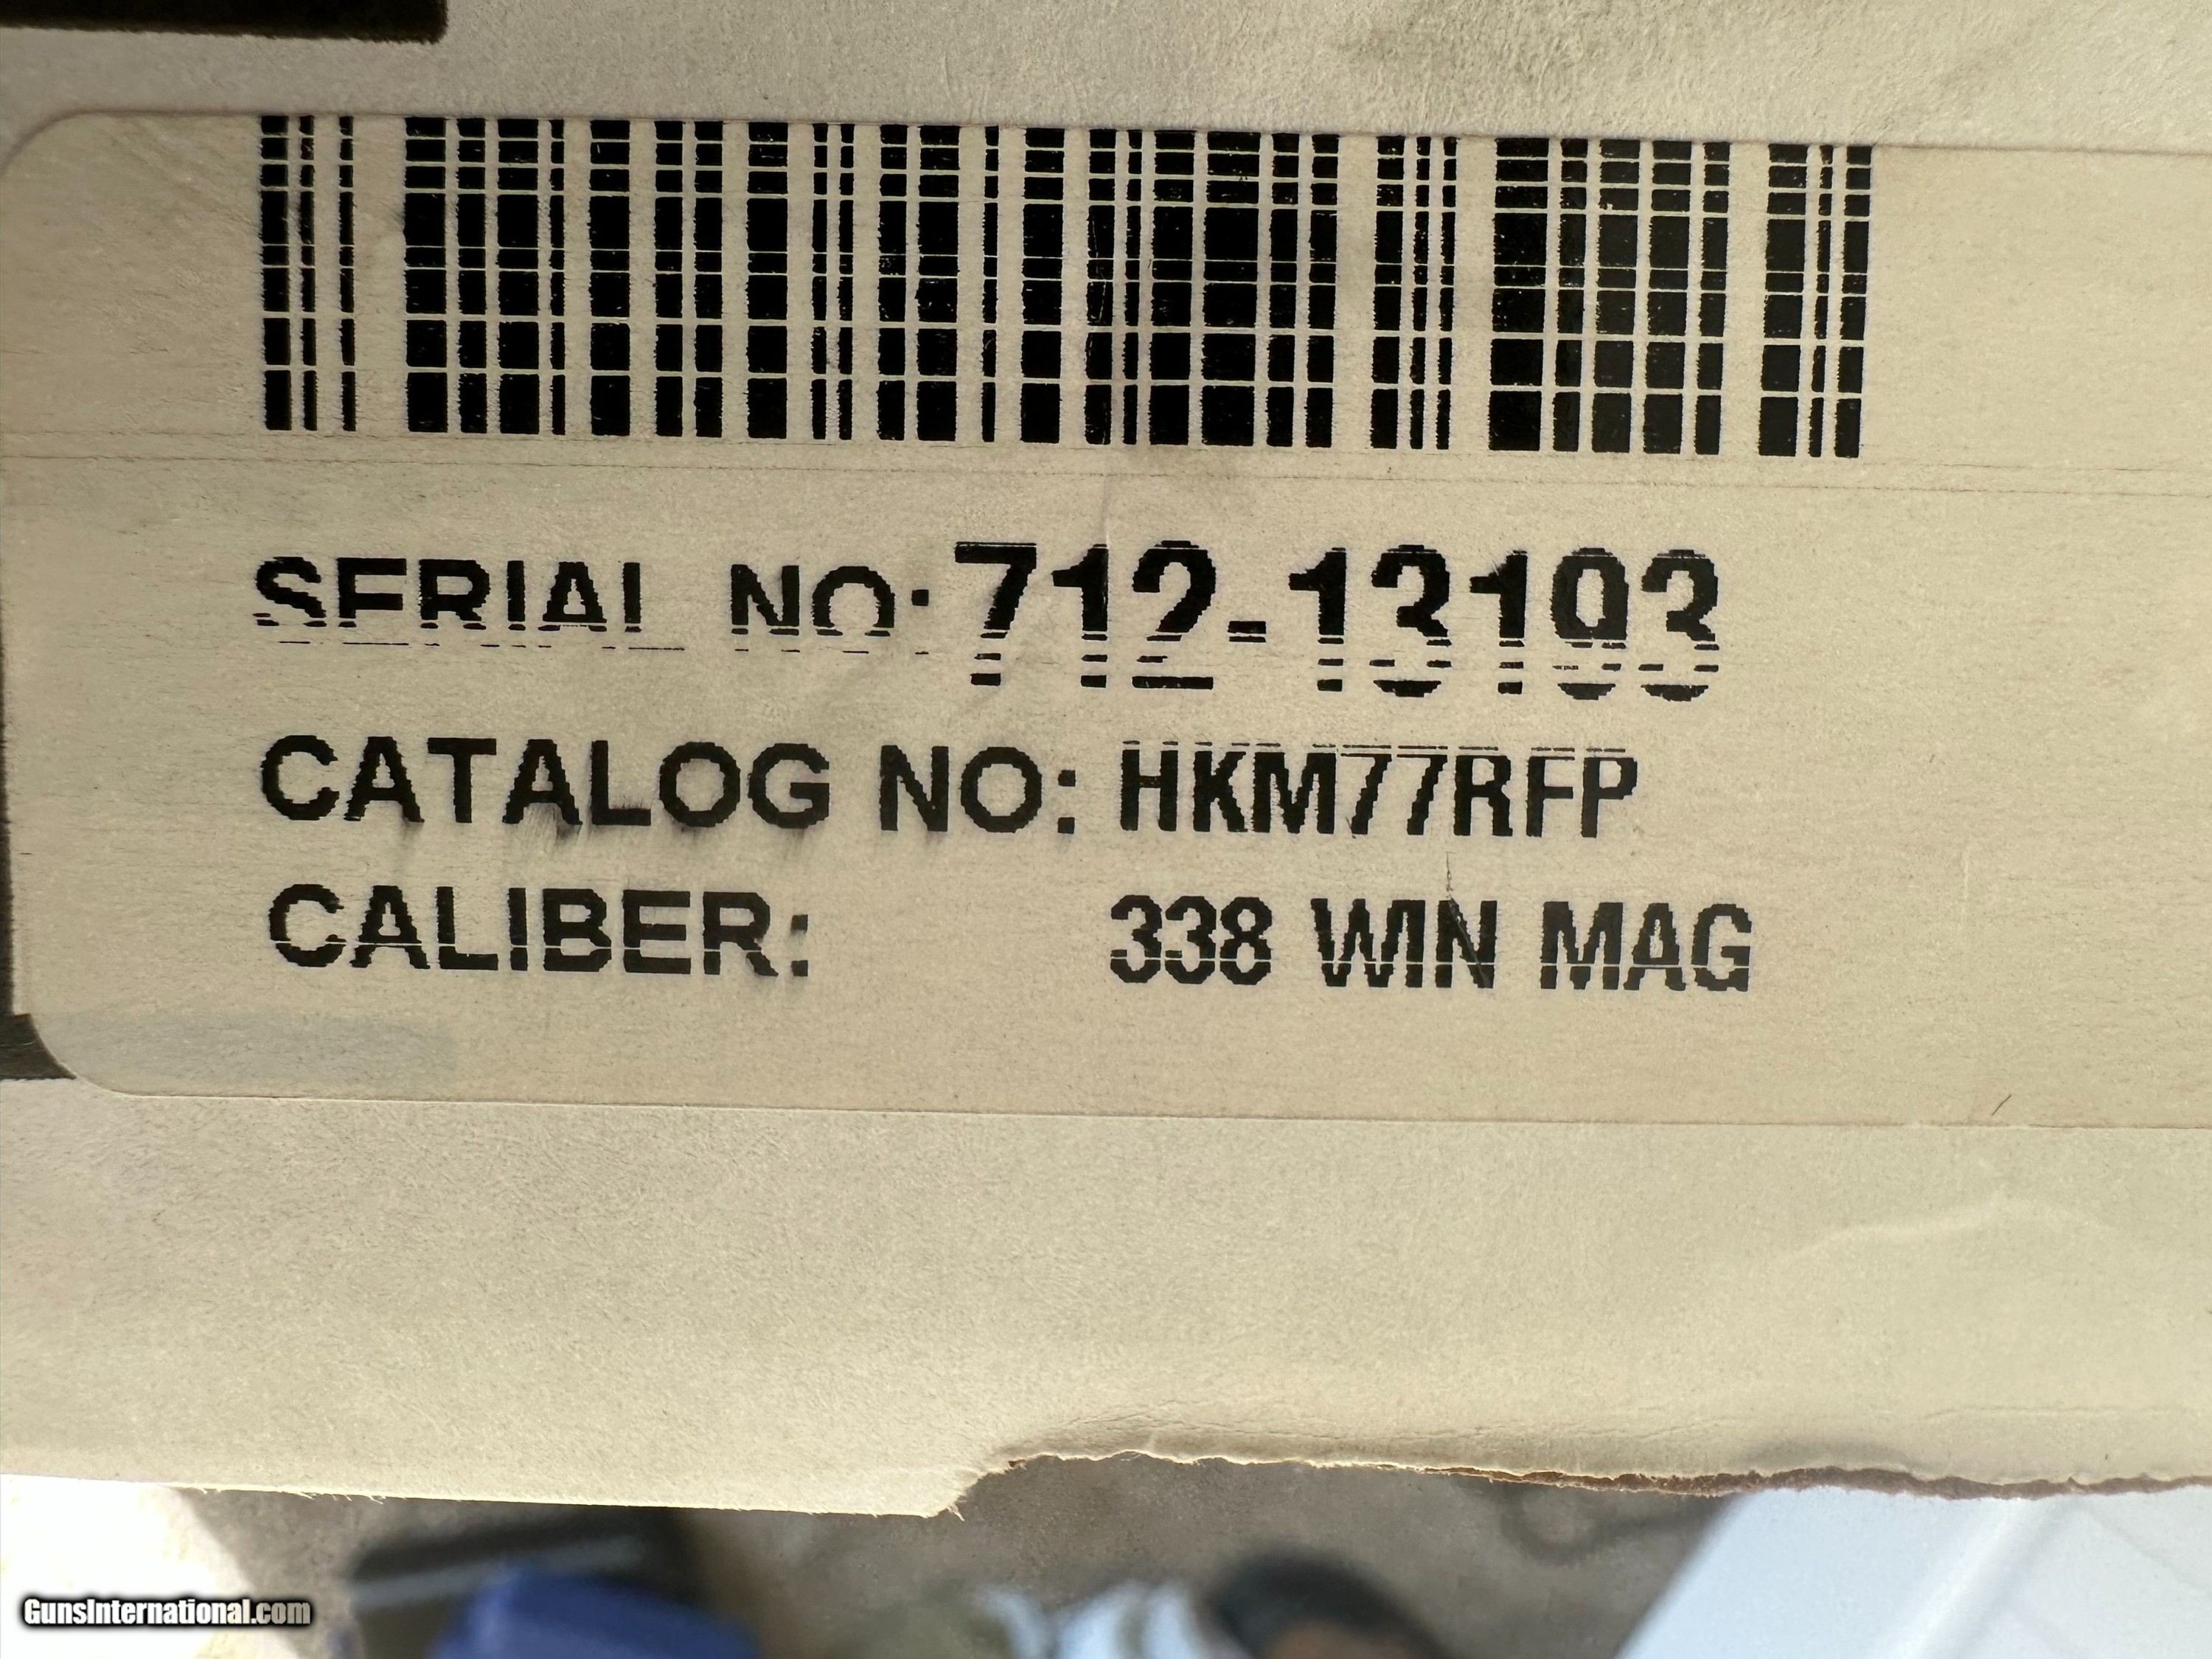 SERIAL NO: 712-13193
CATALOG NO: HKM77RFP
CALIBER: 338 WIN MAG
GunsInternational.com